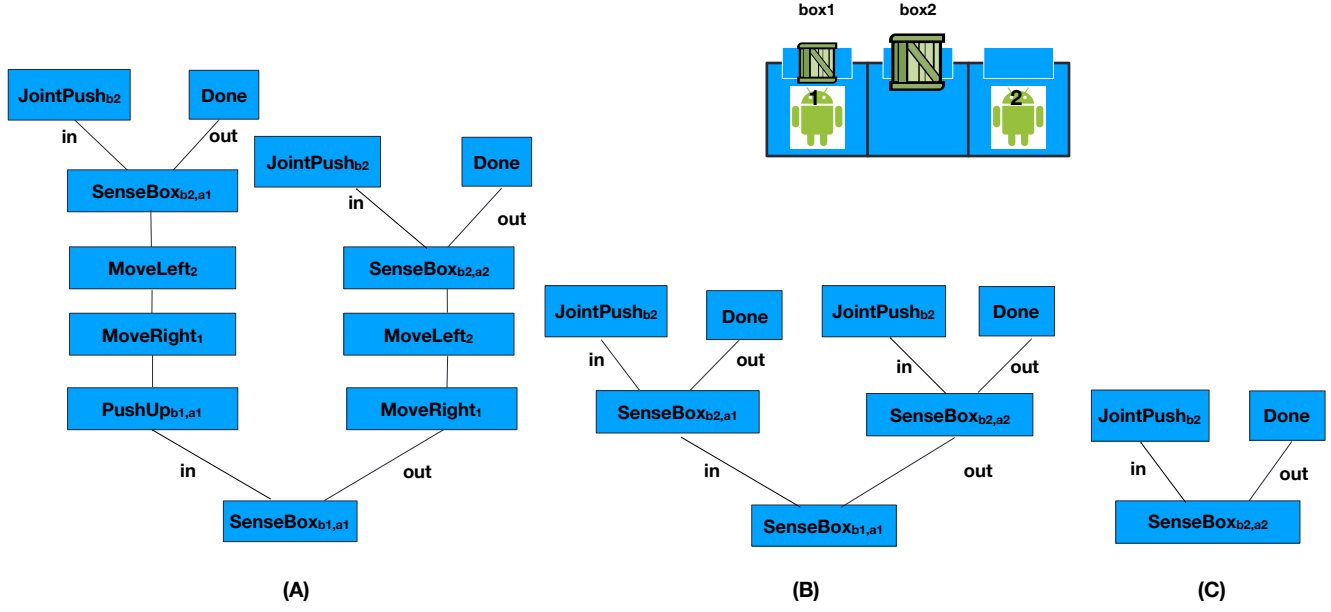 box1
box2
1
2
JointPushb2
Done
in
out
SenseBoxb2,a1
MoveLeft2
MoveRight1
PushUpb1,a1
in
JointPushb2
Done
in
out
SenseBoxb2,a2
MoveLeft2
MoveRight1
out
SenseBoxb1,a1
(A)
JointPushb2
Done
in
out
SenseBoxb2,a1
in
JointPushb2
Done
in
out
SenseBoxb2,a2
out
SenseBoxb1,a1
(B)
JointPushb2
Done
in
out
SenseBoxb2,a2
(C)